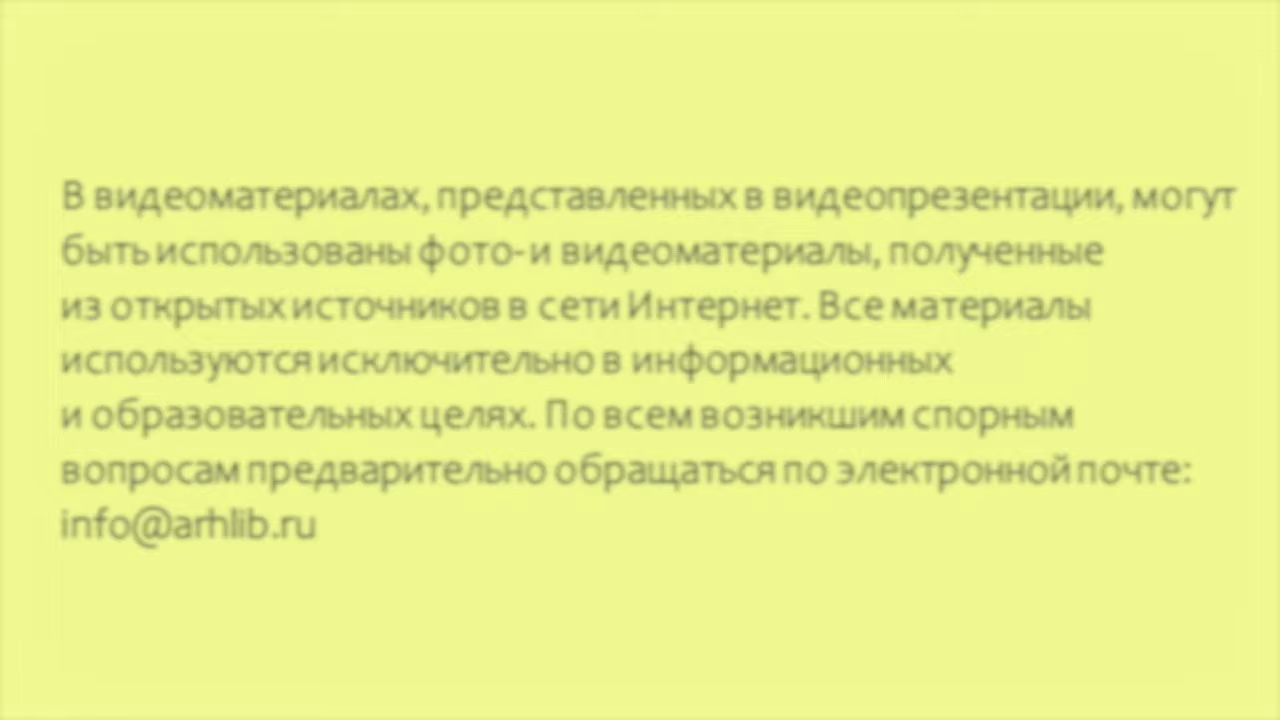 В видеоматериалах, представленных в видеопрезентации, могут
быть использованы фото- и видеоматериалы, полученные
из открытых источников в сети Интернет. Все материалы
используются исключительно в информационных
и образовательных целях. По всем возникшим спорным
вопросам предварительно обращаться по электронной почте:
info@arhlib.ru